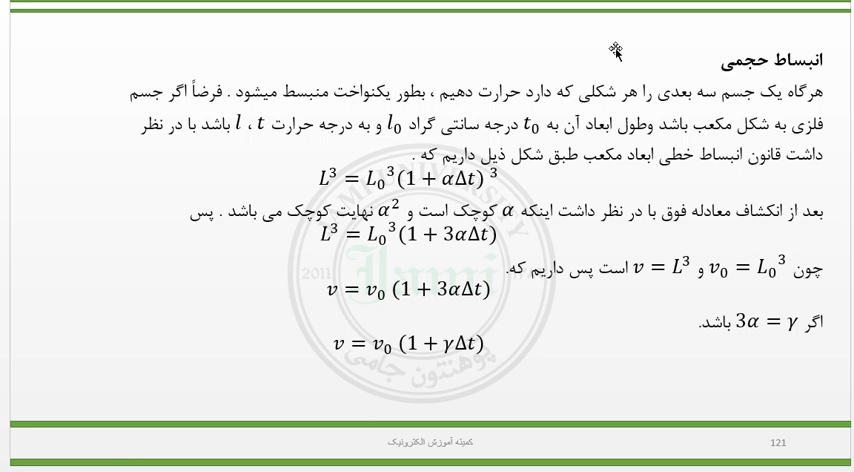 انبساط حجمی
هرگاه یک جسم سه بعدی را هر شکلی که دارد حرارت دهیم ، بطور یکنواخت منبسط میشود . فرضاً اگر جسم
فلزی به شکل مکعب باشد وطول ابعاد آن به t₀ درجه سانتی گراد l₀ و به درجه حرارت t ، l باشد با در نظر
داشت قانون انبساط خطی ابعاد مکعب طبق شکل ذیل داریم که .
L³ = L₀³(1 + αΔt) ³
بعد از انکشاف معادله فوق با در نظر داشت اینکه α کوچک است و α² نهایت کوچک می باشد . پس
L³ = L₀³(1 + 3αΔt)
چون v₀ = L₀³ و v = L³ است پس داریم که.
v = v₀ (1 + 3αΔt)
اگر 3α = γ باشد.
v = v₀ (1 + γΔt)
2011
Jami
پوهنتون جامی
کمیته آموزش الکترونیک
121